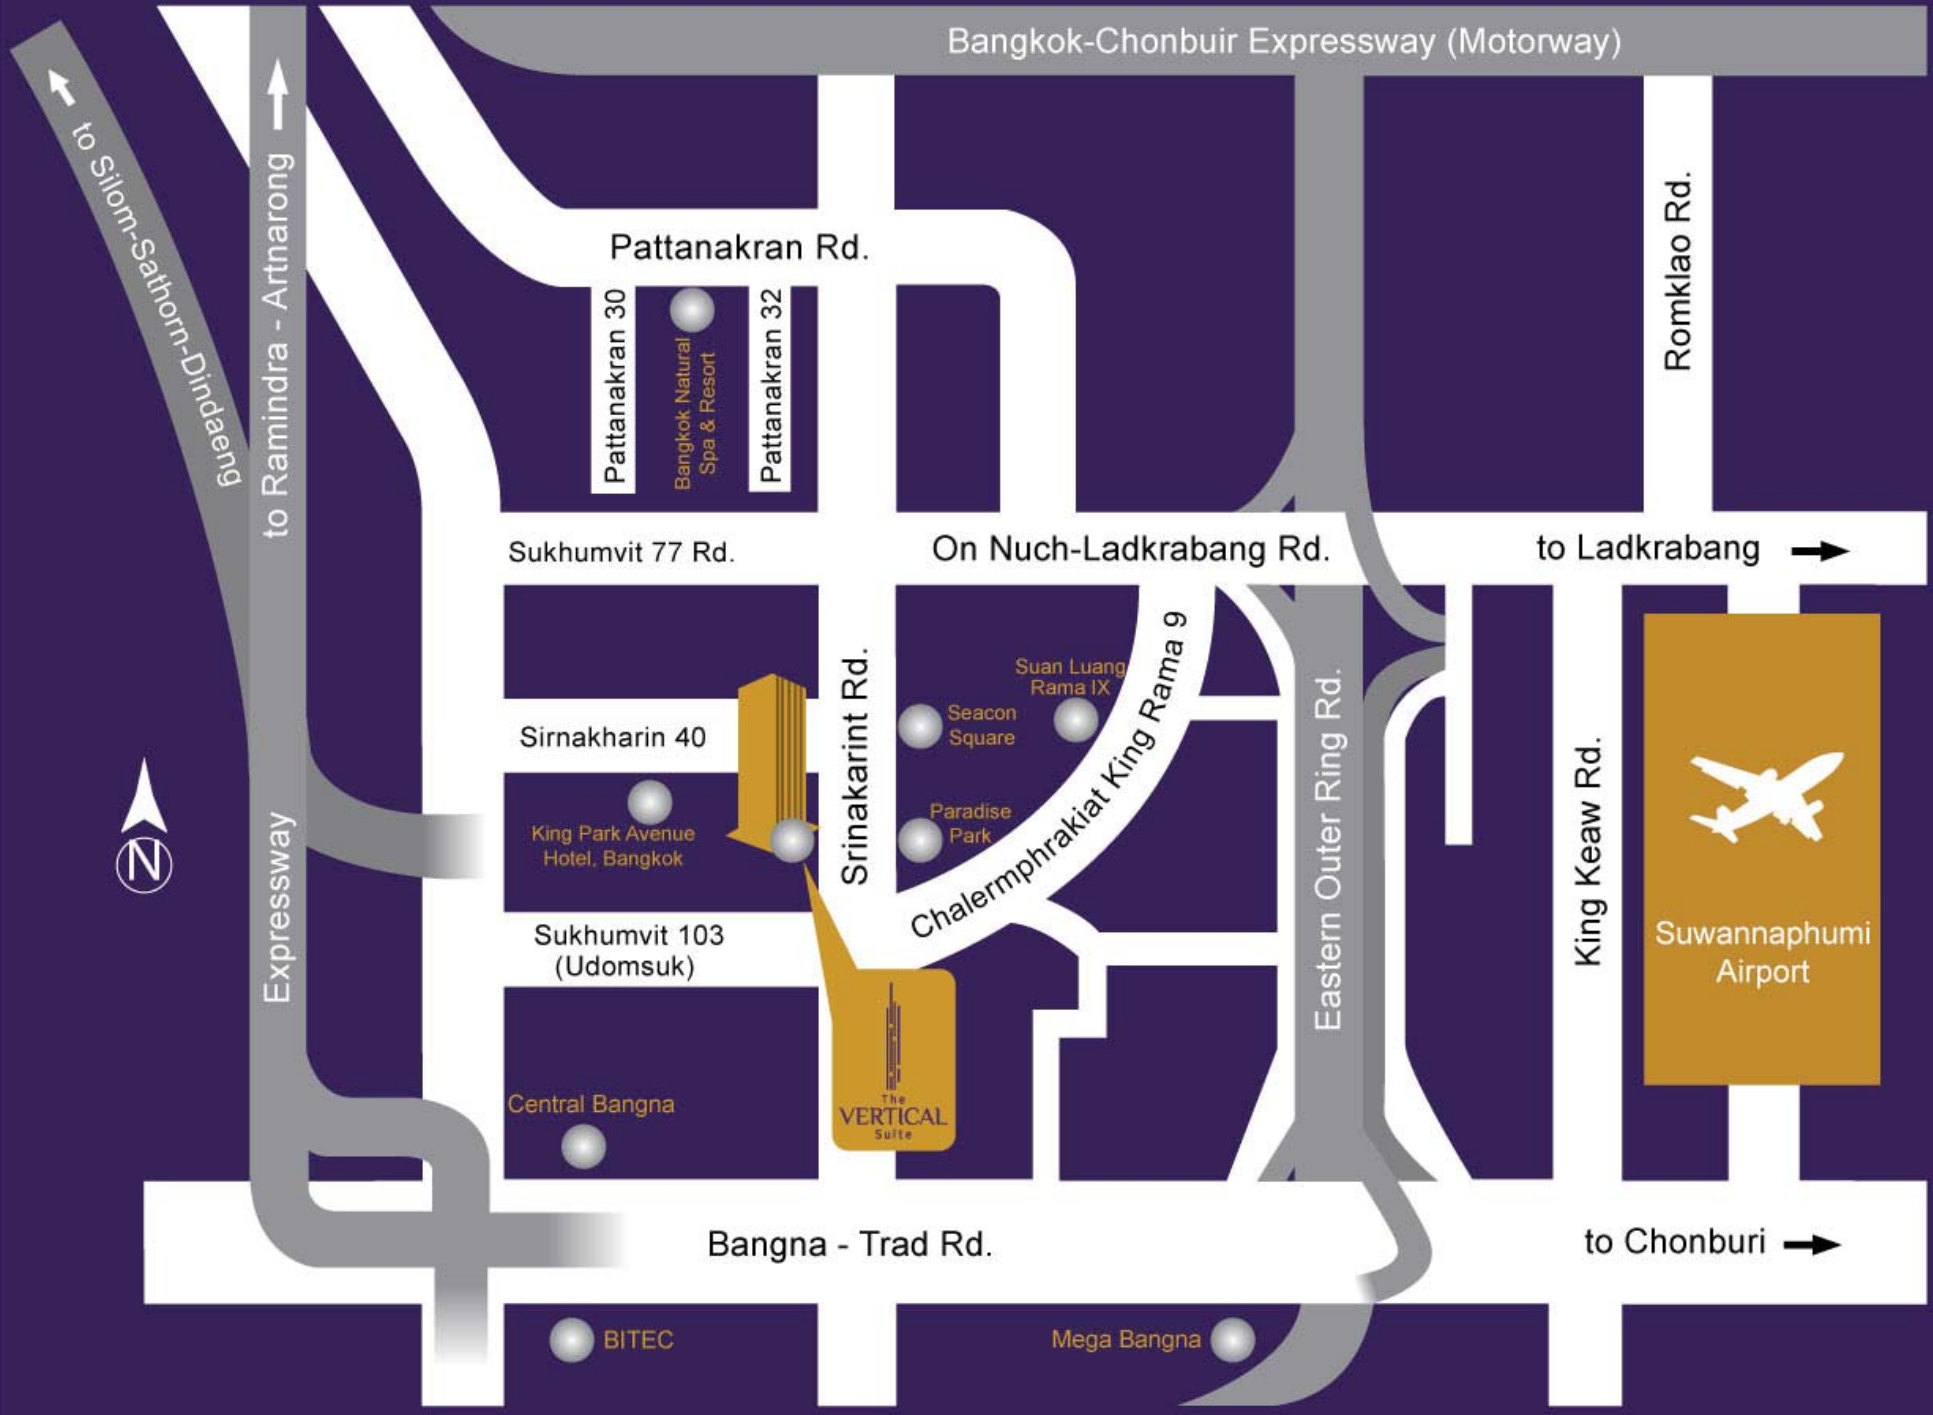 Bangkok-Chonbuir Expressway (Motorway)
to Silom-Sathorn-Dindaeng
to Ramindra - Artnarong
Expressway
Pattanakran Rd.
Pattanakran 30
Bangkok Natural
Spa & Resort
Pattanakran 32
Romklao Rd.
Sukhumvit 77 Rd.
On Nuch-Ladkrabang Rd.
to Ladkrabang
Sirnakharin 40
Srinakarint Rd.
Suan Luang
Rama IX
Seacon
Square
Paradise
Park
Chalermphrakiat King Rama 9
King Park Avenue
Hotel, Bangkok
Eastern Outer Ring Rd.
King Keaw Rd.
Suwannaphumi
Airport
N
Sukhumvit 103
(Udomsuk)
Central Bangna
The
VERTICAL
Suite
Bangna - Trad Rd.
to Chonburi
BITEC
Mega Bangna